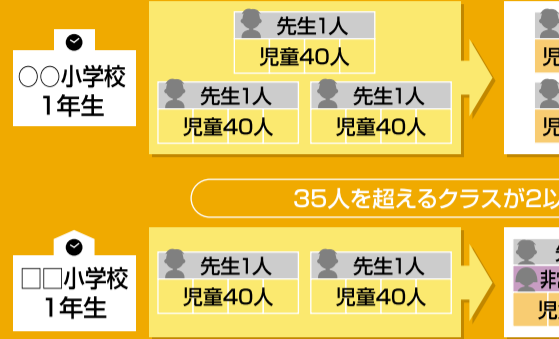 ○○小学校
1年生
先生1人
児童40人
先生1人
児童40人
先生1人
児童40人
35人を超えるクラスが2
□□小学校
1年生
先生1人
児童40人
先生1人
児童40人
非
児